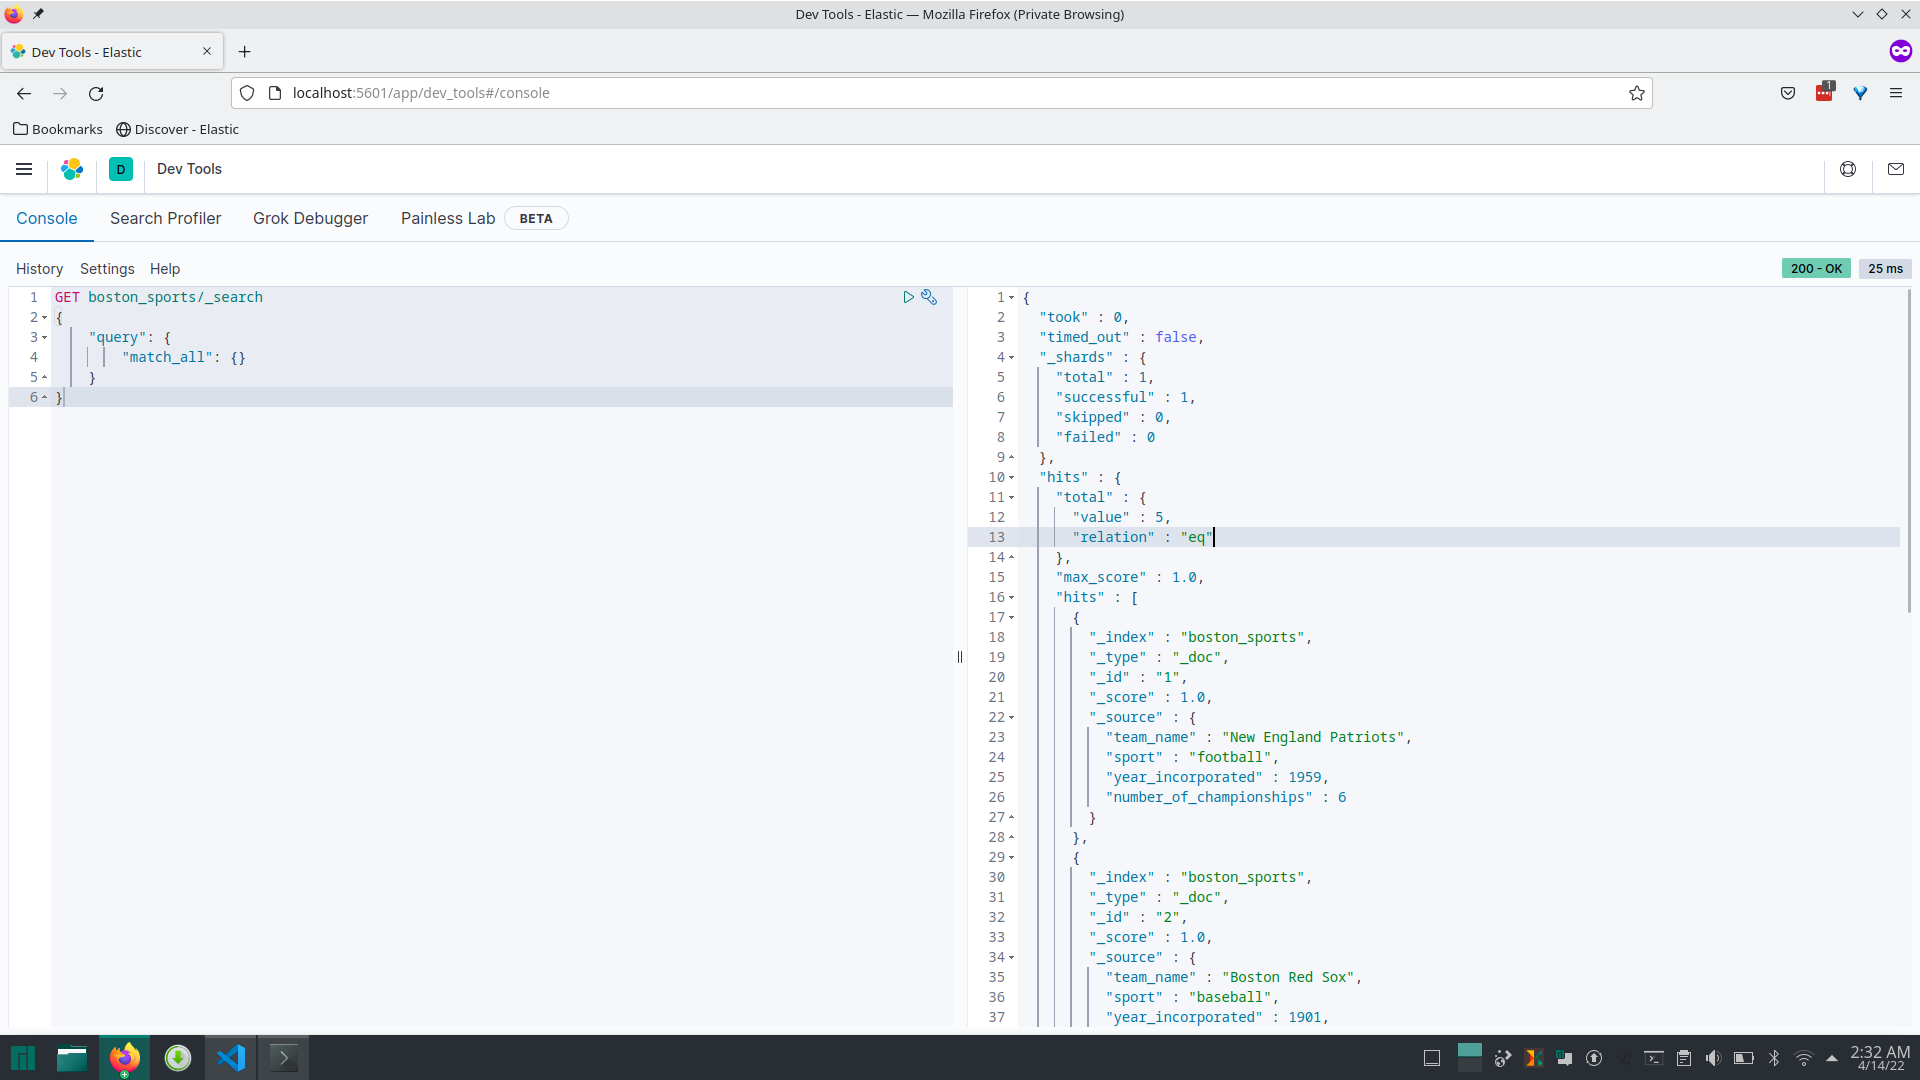 Dev Tools - Elastic — Mozilla Firefox (Private Browsing)
Dev Tools - Elastic
localhost:5601/app/dev_tools#/console
1
Bookmarks
Discover - Elastic
D
Dev Tools
Console
Search Profiler
Grok Debugger
Painless Lab
BETA
History
Settings
Help
200 - OK
25 ms
1 GET boston_sports/_search
2 {
3 "query": {
4 "match_all": {}
5 }
6 }
1 {
2 "took" : 0,
3 "timed_out" : false,
4 "_shards" : {
5 "total" : 1,
6 "successful" : 1,
7 "skipped" : 0,
8 "failed" : 0
9 },
10 "hits" : {
11 "total" : {
12 "value" : 5,
13 "relation" : "eq"
14 },
15 "max_score" : 1.0,
16 "hits" : [
17 {
18 "_index" : "boston_sports",
19 "_type" : "_doc",
20 "_id" : "1",
21 "_score" : 1.0,
22 "_source" : {
23 "team_name" : "New England Patriots",
24 "sport" : "football",
25 "year_incorporated" : 1959,
26 "number_of_championships" : 6
27 }
28 },
29 {
30 "_index" : "boston_sports",
31 "_type" : "_doc",
32 "_id" : "2",
33 "_score" : 1.0,
34 "_source" : {
35 "team_name" : "Boston Red Sox",
36 "sport" : "baseball",
37 "year_incorporated" : 1901,
2:32 AM
4/14/22